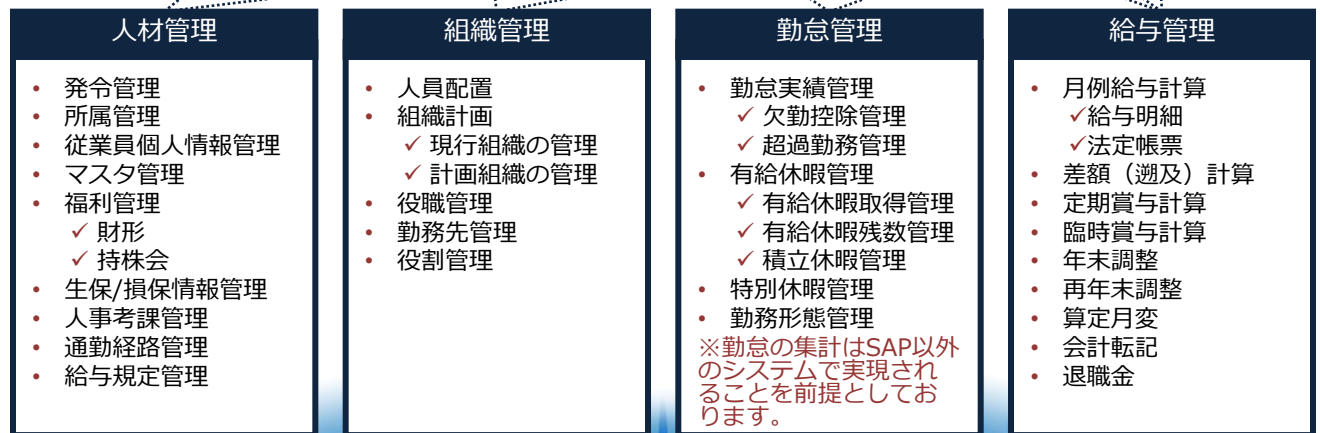 人材管理
• 発令管理
• 所属管理
• 従業員個人情報管理
• マスタ管理
• 福利管理
✓ 財形
✓ 持株会
• 生保/損保情報管理
• 人事考課管理
• 通勤経路管理
• 給与規定管理
組織管理
• 人員配置
• 組織計画
✓ 現行組織の管理
✓ 計画組織の管理
• 役職管理
• 勤務先管理
• 役割管理
勤怠管理
• 勤怠実績管理
✓ 欠勤控除管理
✓ 超過勤務管理
• 有給休暇管理
✓ 有給休暇取得管理
✓ 有給休暇残数管理
✓ 積立休暇管理
• 特別休暇管理
• 勤務形態管理
※勤怠の集計はSAP以外
のシステムで実現され
ることを前提としてお
ります。
給与管理
• 月例給与計算
✓給与明細
✓法定帳票
• 差額（遡及）計算
• 定期賞与計算
• 臨時賞与計算
• 年末調整
• 再年末調整
• 算定月変
• 会計転記
• 退職金